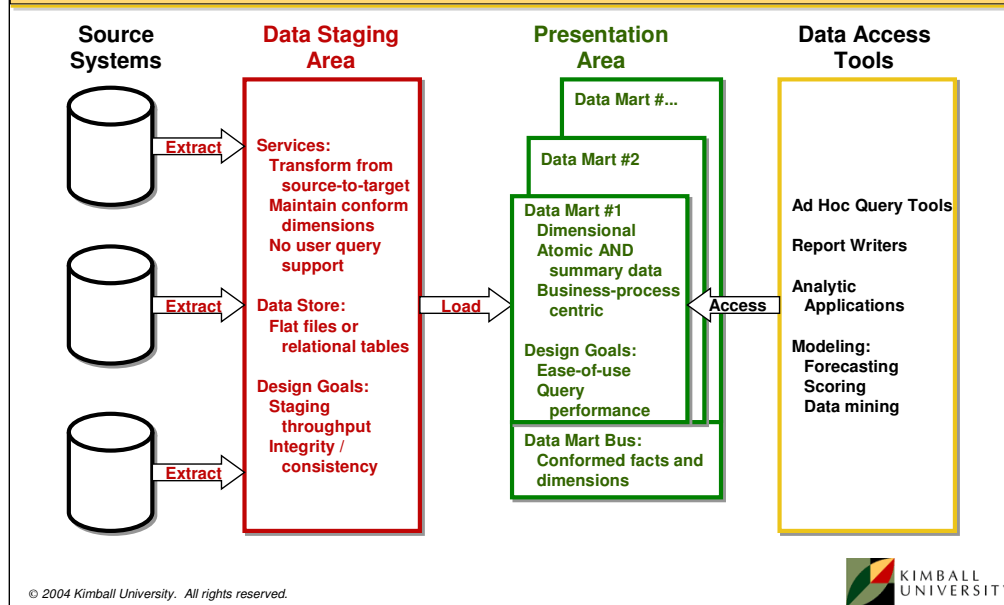 Source
Systems
Data Staging
Area
Presentation
Area
Data Access
Tools
Extract
Extract
Extract
Services:
Transform from
source-to-target
Maintain conform
dimensions
No user query
support
Data Store:
Flat files or
relational tables
Design Goals:
Staging
throughput
Integrity /
consistency
Load
Data Mart #...
Data Mart #2
Data Mart #1
Dimensional
Atomic AND
summary data
Business-process
centric
Design Goals:
Ease-of-use
Query
performance
Data Mart Bus:
Conformed facts and
dimensions
Access
Ad Hoc Query Tools
Report Writers
Analytic
Applications
Modeling:
Forecasting
Scoring
Data mining
© 2004 Kimball University. All rights reserved.
KIMBALL
UNIVERSITY